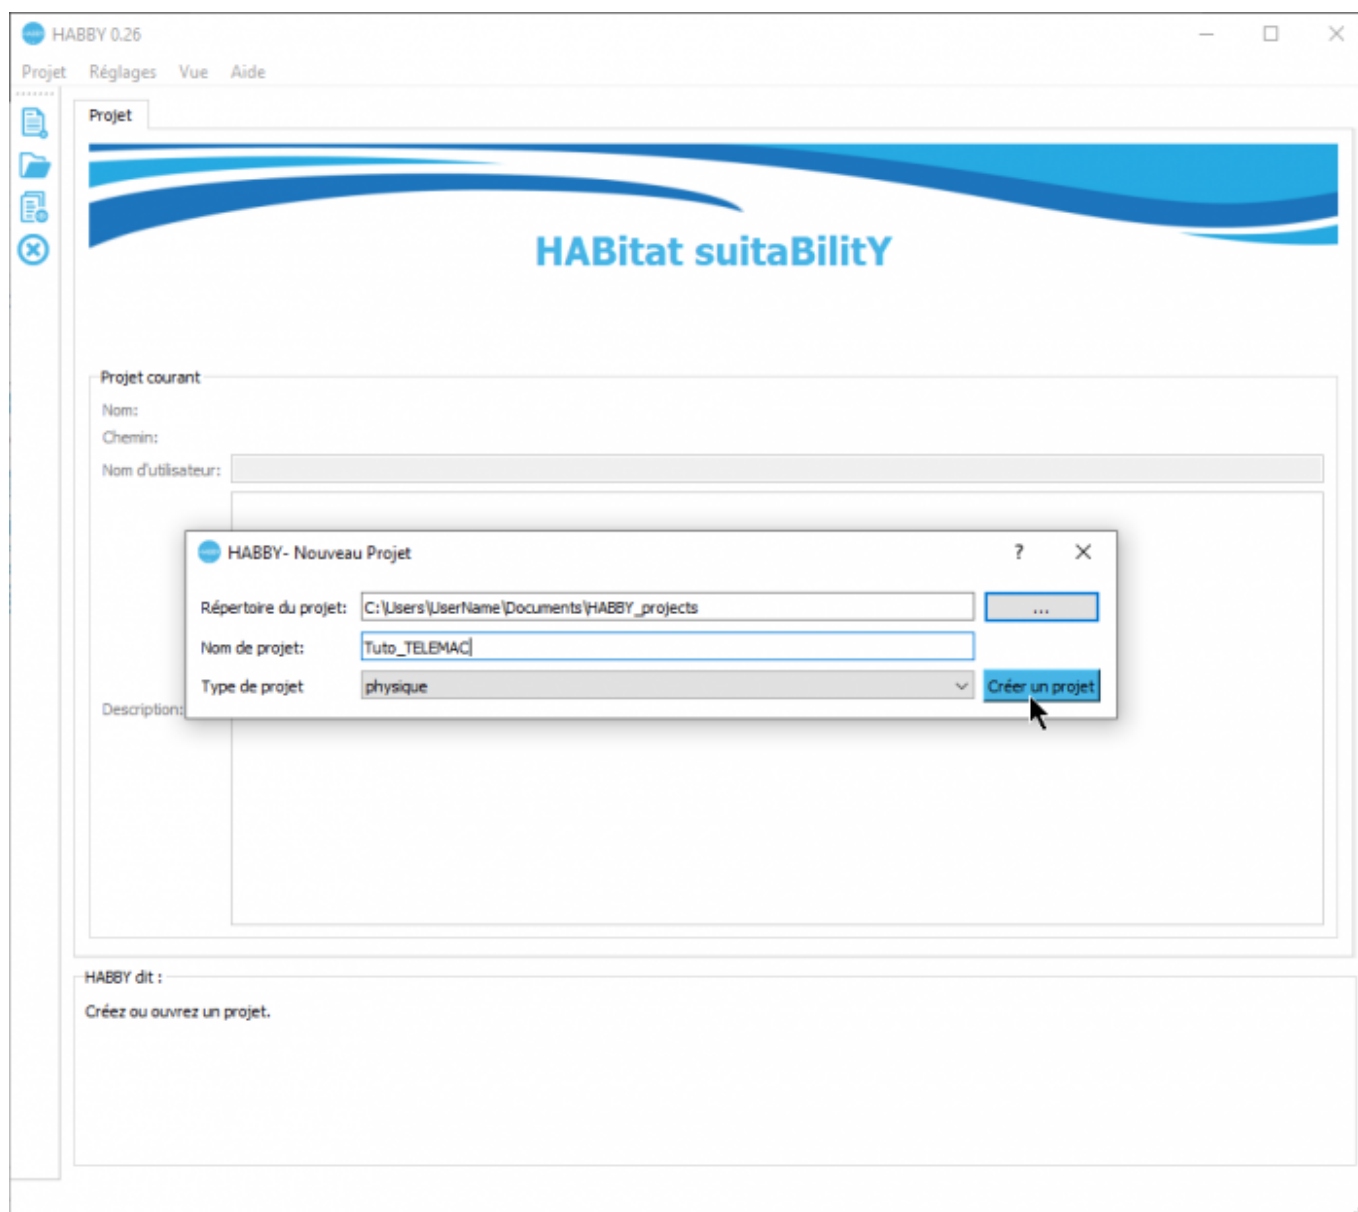 HABBY 0.26
Projet Réglages Vue Aide
Projet
HABitat suitaBilitY
Projet courant
Nom:
Chemin:
Nom d'utilisateur:
HABBY- Nouveau Projet ?
Répertoire du projet: C:\Users\UserName\Documents\HABBY_projects ...
Nom de projet: Tuto_TELEMAC
Type de projet physique Créer un projet
Description:
HABBY dit :
Créez ou ouvrez un projet.